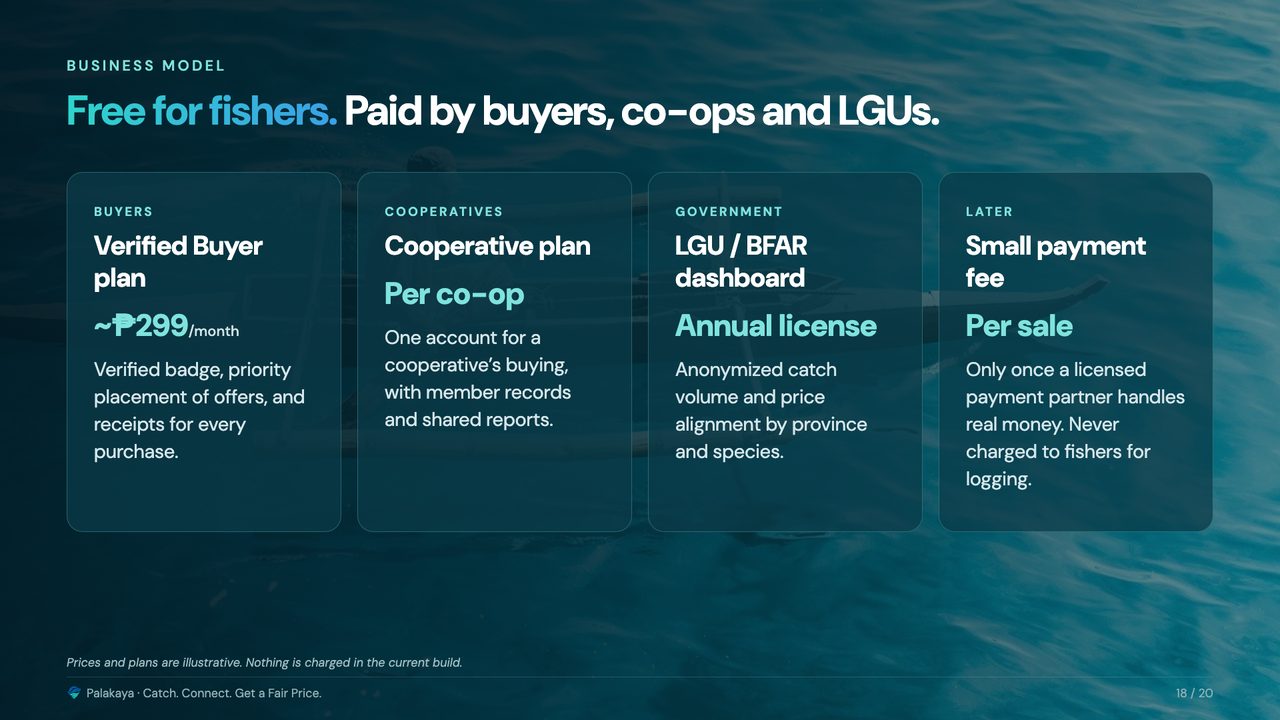 BUSINESS MODEL
Free for fishers. Paid by buyers, co-ops and LGUs.
BUYERS
Verified Buyer
plan
~₱299/month
Verified badge, priority
placement of offers, and
receipts for every
purchase.
COOPERATIVES
Cooperative plan
Per co-op
One account for a
cooperative’s buying,
with member records
and shared reports.
GOVERNMENT
LGU / BFAR
dashboard
Annual license
Anonymized catch
volume and price
alignment by province
and species.
LATER
Small payment
fee
Per sale
Only once a licensed
payment partner handles
real money. Never
charged to fishers for
logging.
Prices and plans are illustrative. Nothing is charged in the current build.
Palakaya · Catch. Connect. Get a Fair Price.
18 / 20